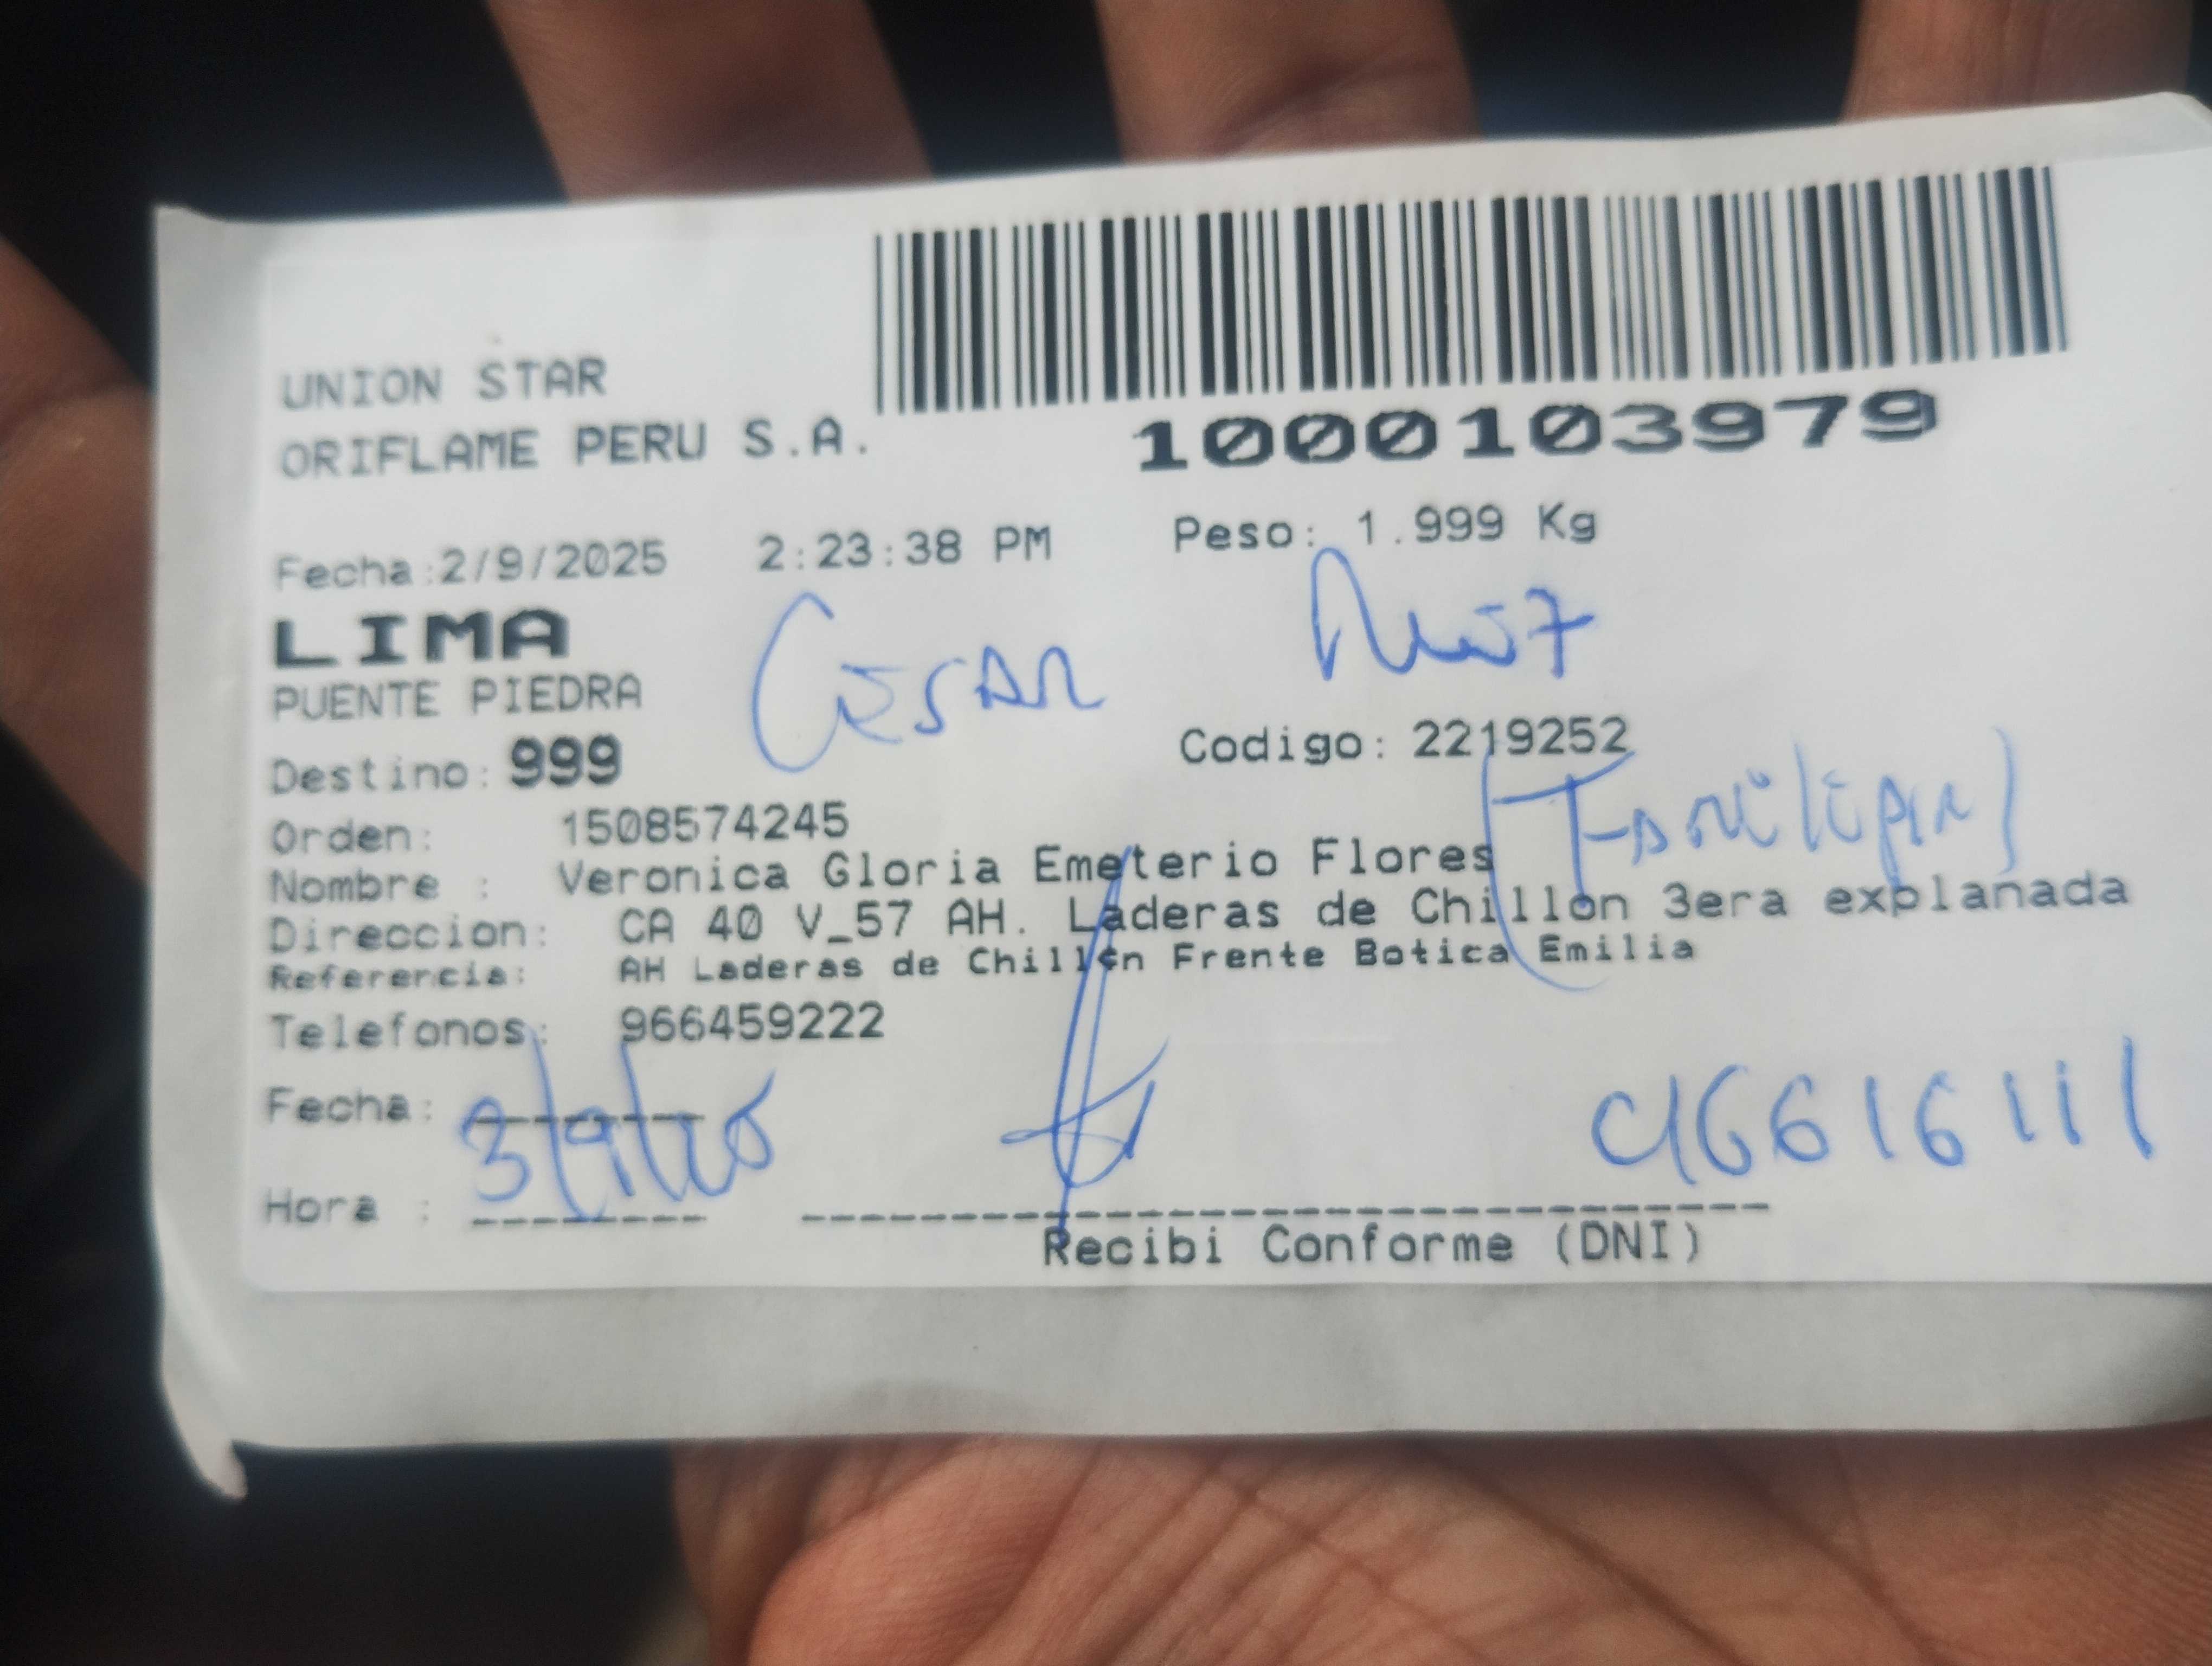 UNION STAR
ORIFLAME PERU S.A.
1000103979
Fecha:2/9/2025 2:23:38 PM Peso: 1.999 Kg
LIMA
PUENTE PIEDRA
CESAR
Destino: 999 Codigo: 2219252
Orden: 1508574245
Nombre : Veronica Gloria Emeterio Flores
Direccion: CA 40 V_57 AH. Laderas de Chillon 3era explanada
Referencia: AH Laderas de Chillón Frente Botica Emilia
Telefonos: 966459222
Fecha: 3/9/25
Hora :
Recibi Conforme (DNI)